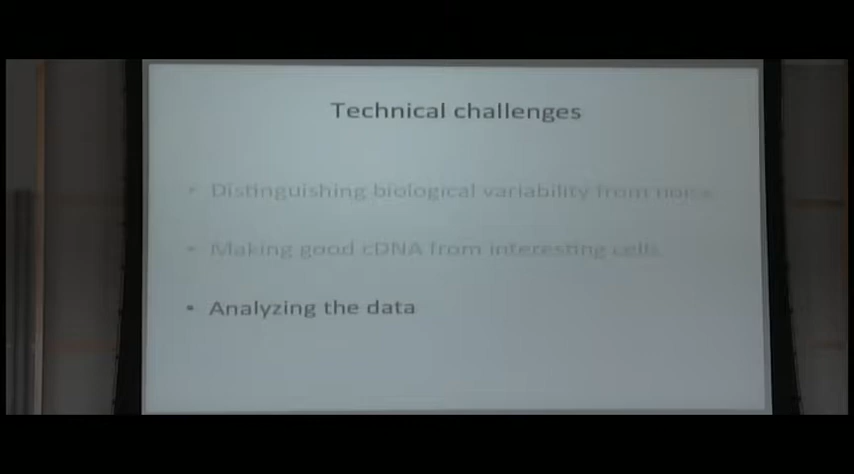 Technical challenges
• Distinguishing biological variability from noise
• Making good cDNA from interesting cells
• Analyzing the data